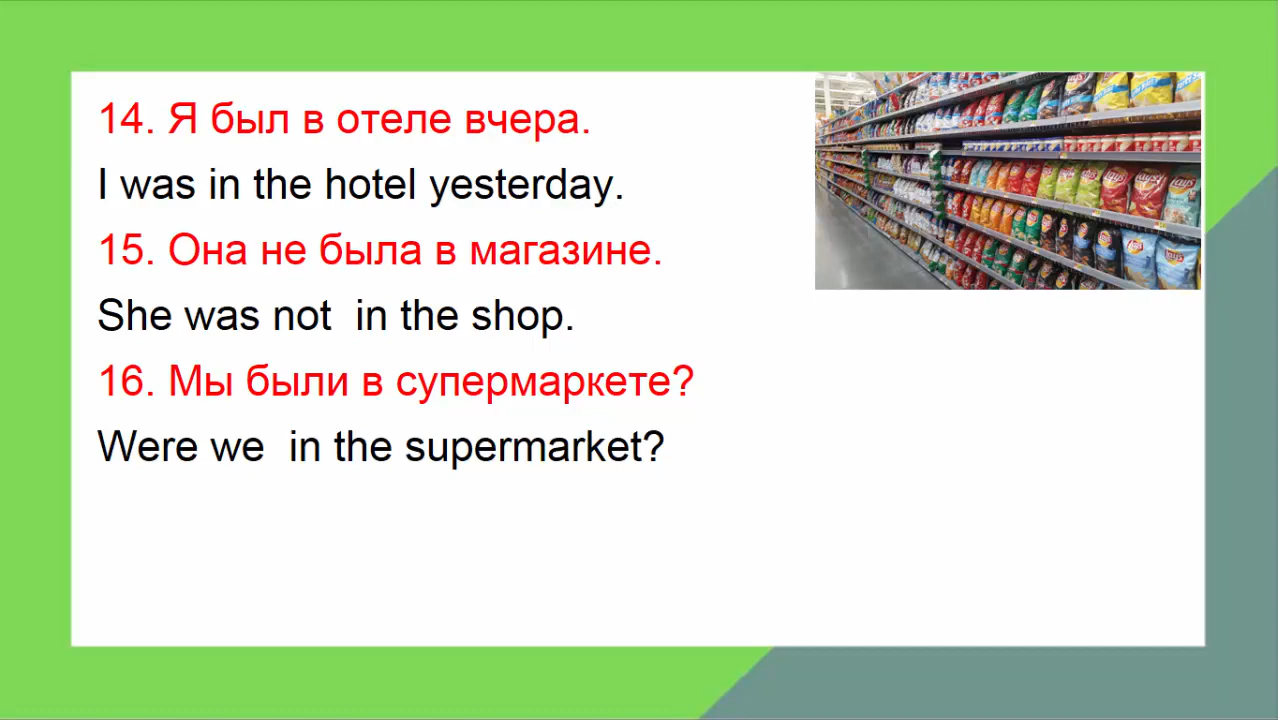 14. Я был в отеле вчера.
I was in the hotel yesterday.
15. Она не была в магазине.
She was not  in the shop.
16. Мы были в супермаркете?
Were we  in the supermarket?